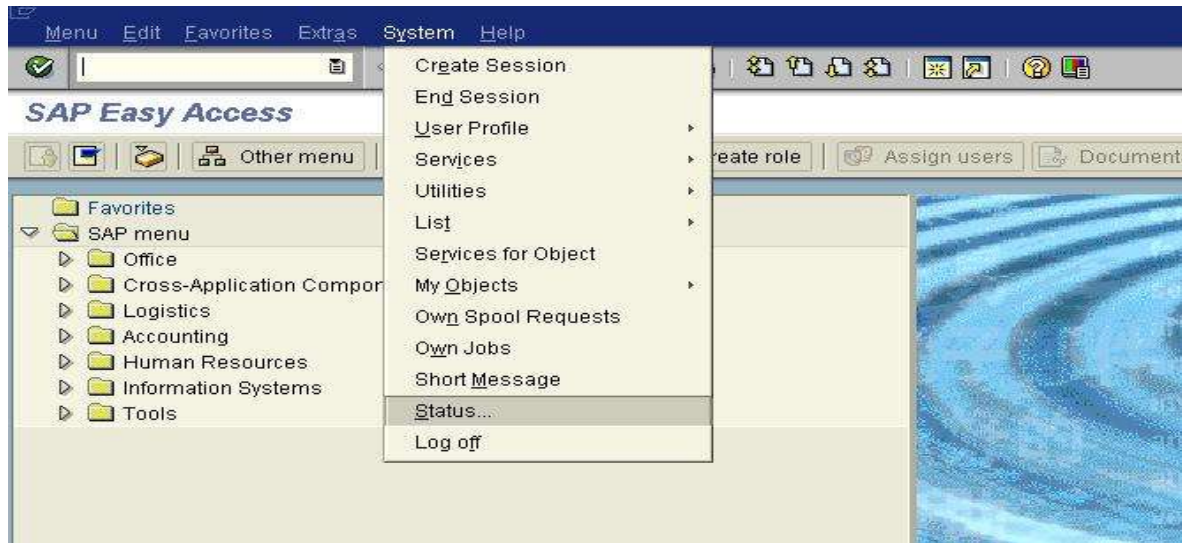 Menu Edit Favorites Extras System Help
SAP Easy Access
Other menu
reate role
Assign users
Document
Create Session
End Session
User Profile
Services
Utilities
List
Services for Object
My Objects
Own Spool Requests
Own Jobs
Short Message
Status...
Log off
Favorites
SAP menu
Office
Cross-Application Compor
Logistics
Accounting
Human Resources
Information Systems
Tools